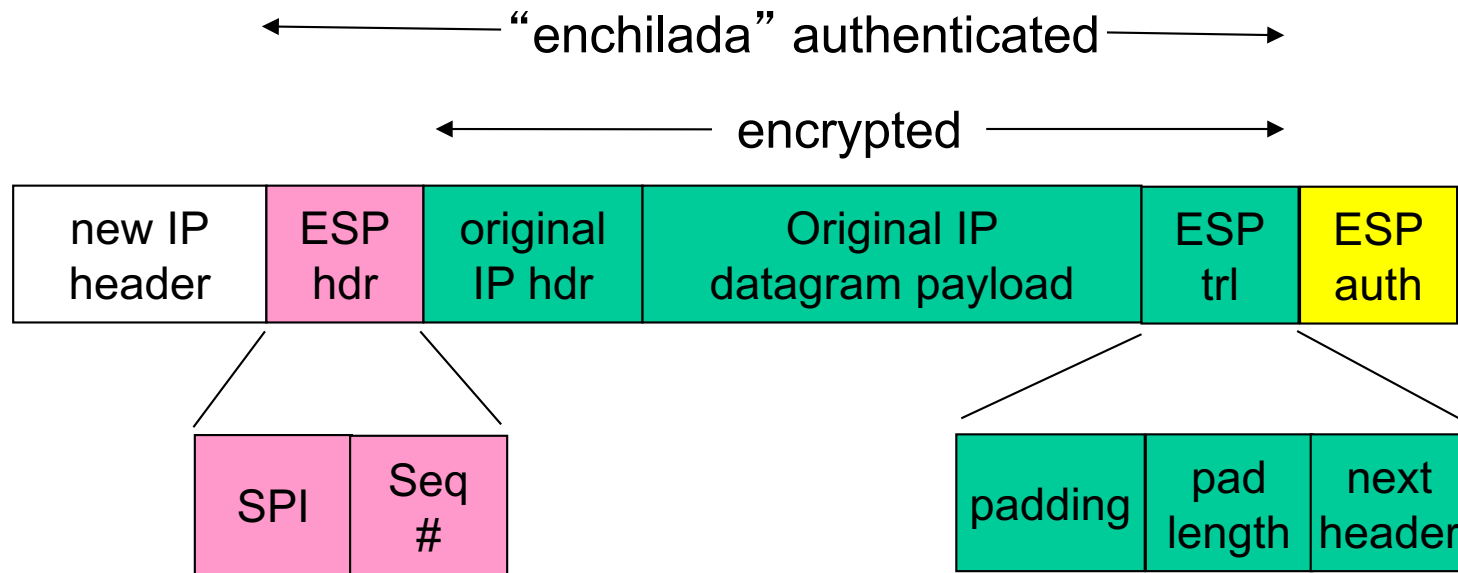 “enchilada” authenticated
encrypted
new IP
header
ESP
hdr
original
IP hdr
Original IP
datagram payload
ESP
trl
ESP
auth
SPI
Seq
#
padding
pad
length
next
header